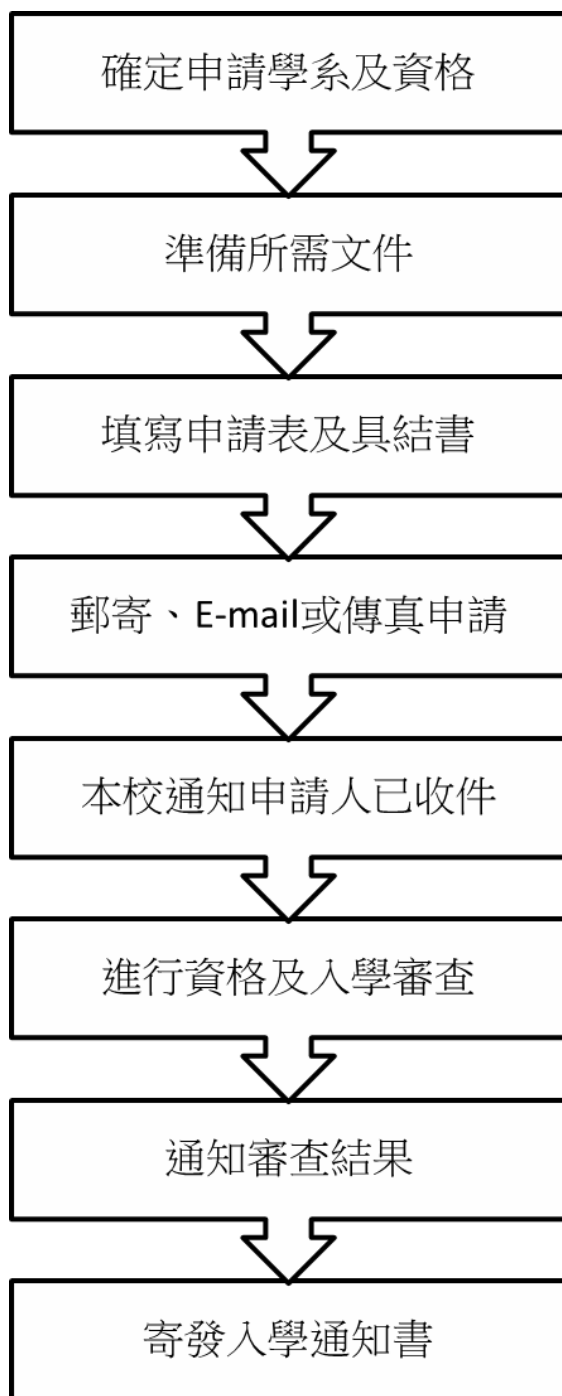 確定申請學系及資格
準備所需文件
填寫申請表及具結書
郵寄、E-mail或傳真申請
本校通知申請人已收件
進行資格及入學審查
通知審查結果
寄發入學通知書